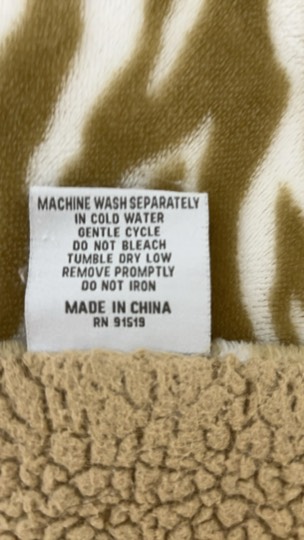 MACHINE WASH SEPARATELY
IN COLD WATER
GENTLE CYCLE
DO NOT BLEACH
TUMBLE DRY LOW
REMOVE PROMPTLY
DO NOT IRON
MADE IN CHINA
RN 91519